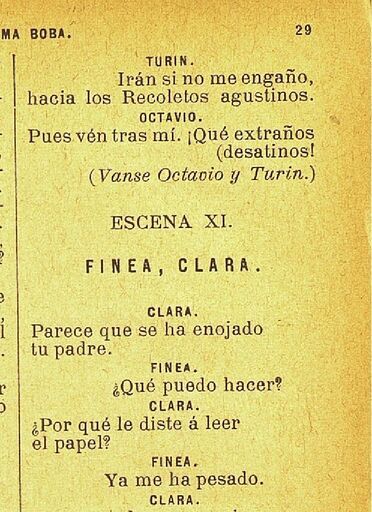 MA BOBA.
29
TURIN.
Irán si no me engaño,
hacia los Recoletos agustinos.
OCTAVIO.
Pues vén tras mí. ¡Qué extraños
(desatinos!
(Vanse Octavio y Turin.)
ESCENA XI.
FINEA, CLARA.
CLARA.
Parece que se ha enojado
tu padre.
FINEA.
¿Qué puedo hacer?
CLARA.
¿Por qué le diste á leer
el papel?
FINEA.
Ya me ha pesado.
CLARA.